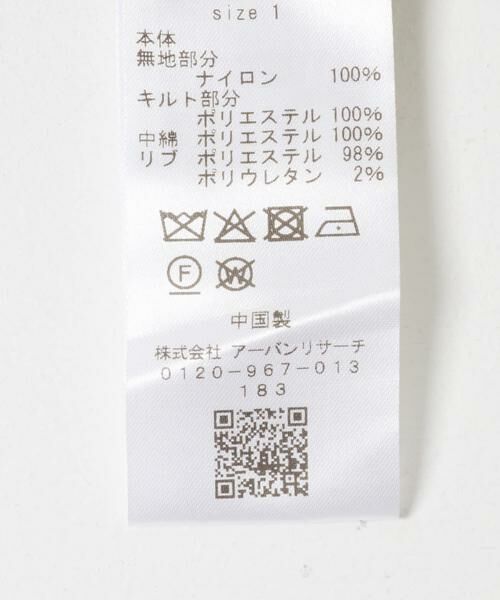 size 1
本体
無地部分
ナイロン 100%
キルト部分
ポリエステル 100%
中綿 ポリエステル 100%
リブ ポリエステル 98%
ポリウレタン 2%
F
W
中国製
株式会社 アーバンリサーチ
0120-967-013
183